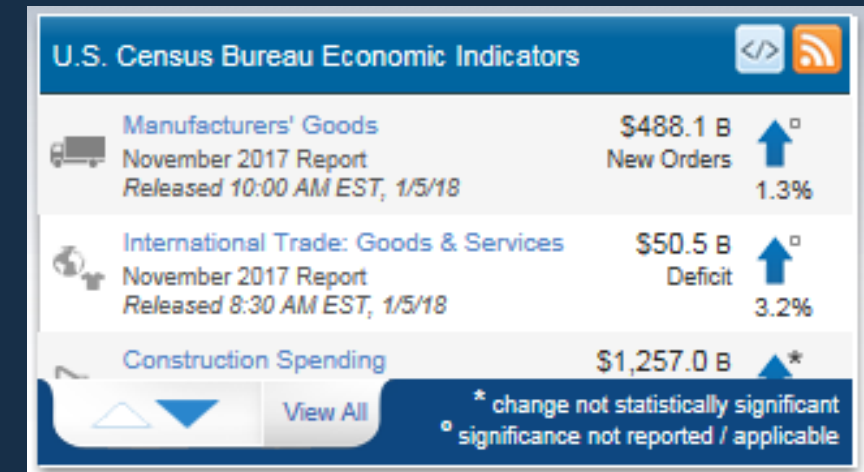 U.S. Census Bureau Economic Indicators </>
Manufacturers' Goods $488.1 B °
November 2017 Report New Orders
Released 10:00 AM EST, 1/5/18 1.3%
International Trade: Goods & Services $50.5 B °
November 2017 Report Deficit
Released 8:30 AM EST, 1/5/18 3.2%
Construction Spending $1,257.0 B *
View All * change not statistically significant
° significance not reported / applicable